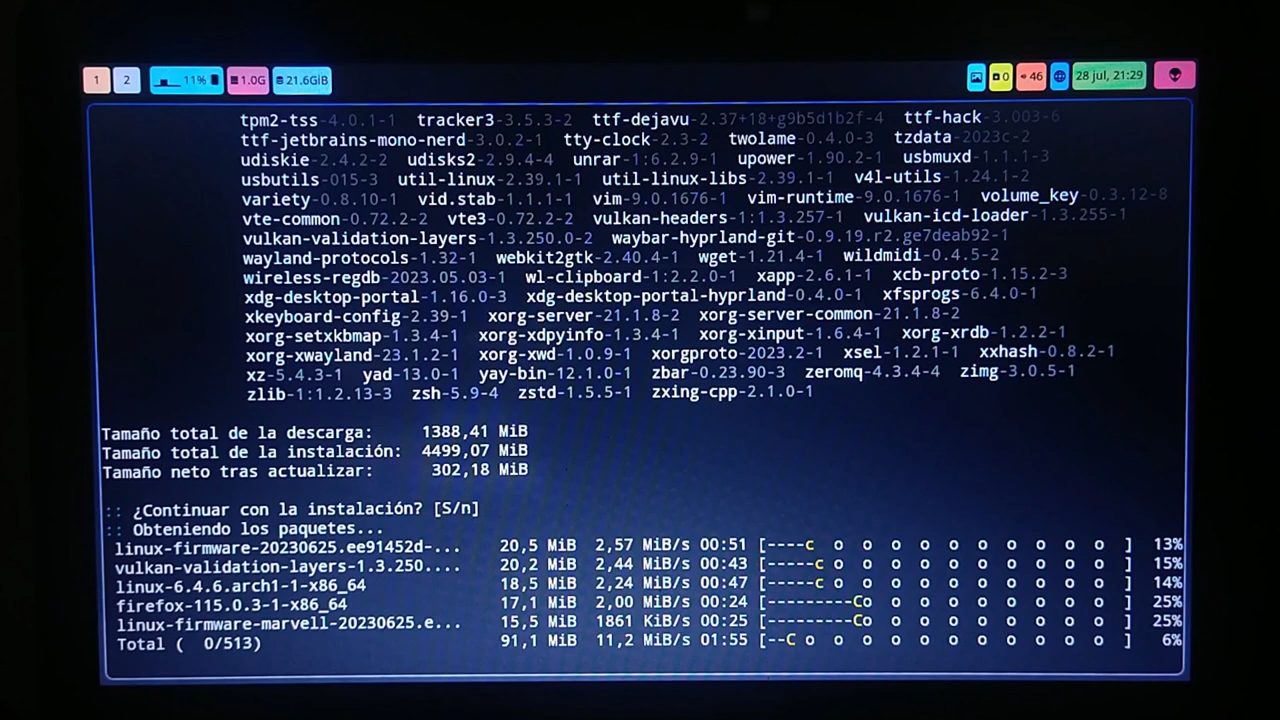 1 2 11% 1.0G 21.6GiB 0 46 28 jul, 21:29
tpm2-tss-4.0.1-1 tracker3-3.5.3-2 ttf-dejavu-2.37+18+g9b5d1b2f-4 ttf-hack-3.003-6
ttf-jetbrains-mono-nerd-3.0.2-1 tty-clock-2.3-2 twolame-0.4.0-3 tzdata-2023c-2
udiskie-2.4.2-2 udisks2-2.9.4-4 unrar-1:6.2.9-1 upower-1.90.2-1 usbmuxd-1.1.1-3
usbutils-015-3 util-linux-2.39.1-1 util-linux-libs-2.39.1-1 v4l-utils-1.24.1-2
variety-0.8.10-1 vid.stab-1.1.1-1 vim-9.0.1676-1 vim-runtime-9.0.1676-1 volume_key-0.3.12-8
vte-common-0.72.2-2 vte3-0.72.2-2 vulkan-headers-1:1.3.257-1 vulkan-icd-loader-1.3.255-1
vulkan-validation-layers-1.3.250.0-2 waybar-hyprland-git-0.9.19.r2.ge7deab92-1
wayland-protocols-1.32-1 webkit2gtk-2.40.4-1 wget-1.21.4-1 wildmidi-0.4.5-2
wireless-regdb-2023.05.03-1 wl-clipboard-1:2.2.0-1 xapp-2.6.1-1 xcb-proto-1.15.2-3
xdg-desktop-portal-1.16.0-3 xdg-desktop-portal-hyprland-0.4.0-1 xfsprogs-6.4.0-1
xkeyboard-config-2.39-1 xorg-server-21.1.8-2 xorg-server-common-21.1.8-2
xorg-setxkbmap-1.3.4-1 xorg-xdpyinfo-1.3.4-1 xorg-xinput-1.6.4-1 xorg-xrdb-1.2.2-1
xorg-xwayland-23.1.2-1 xorg-xwd-1.0.9-1 xorgproto-2023.2-1 xsel-1.2.1-1 xxhash-0.8.2-1
xz-5.4.3-1 yad-13.0-1 yay-bin-12.1.0-1 zbar-0.23.90-3 zeromq-4.3.4-4 zimg-3.0.5-1
zlib-1:1.2.13-3 zsh-5.9-4 zstd-1.5.5-1 zxing-cpp-2.1.0-1
Tamaño total de la descarga: 1388,41 MiB
Tamaño total de la instalación: 4499,07 MiB
Tamaño neto tras actualizar: 302,18 MiB
:: ¿Continuar con la instalación? [S/n]
:: Obteniendo los paquetes...
linux-firmware-20230625.ee91452d-... 20,5 MiB 2,57 MiB/s 00:51 [----c o o o o o o o o o o ] 13%
vulkan-validation-layers-1.3.250.... 20,2 MiB 2,44 MiB/s 00:43 [-----c o o o o o o o o o o ] 15%
linux-6.4.6.arch1-1-x86_64 18,5 MiB 2,24 MiB/s 00:47 [-----c o o o o o o o o o o ] 14%
firefox-115.0.3-1-x86_64 17,1 MiB 2,00 MiB/s 00:24 [---------Co o o o o o o o o ] 25%
linux-firmware-marvell-20230625.e... 15,5 MiB 1861 KiB/s 00:25 [---------Co o o o o o o o o ] 25%
Total ( 0/513) 91,1 MiB 11,2 MiB/s 01:55 [--C o o o o o o o o o o o ] 6%